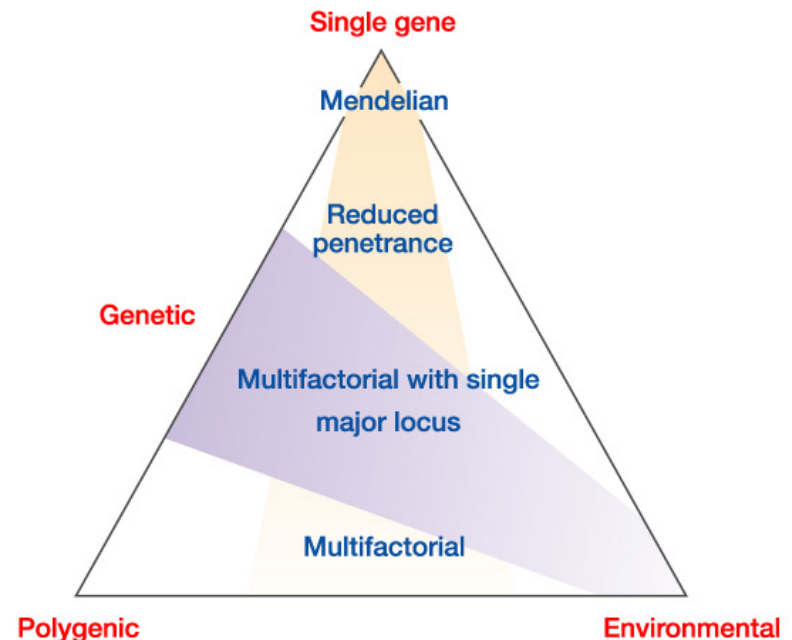 Single gene
Mendelian
Reduced
penetrance
Genetic
Multifactorial with single
major locus
Multifactorial
Polygenic
Environmental